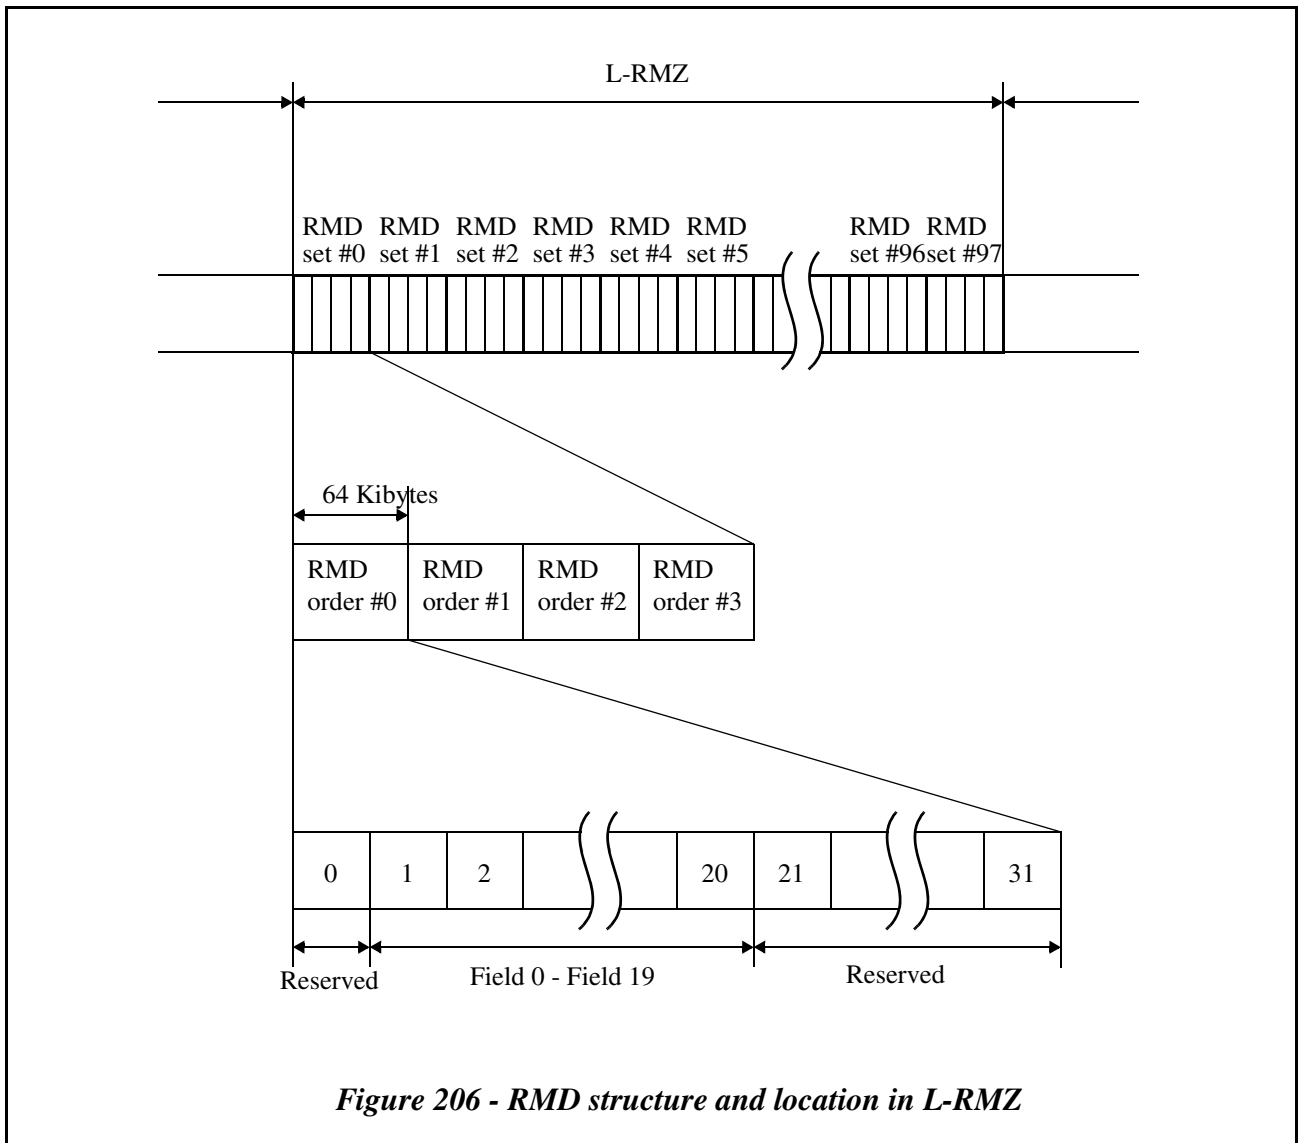 L-RMZ
RMD RMD RMD RMD RMD RMD RMD RMD
set #0 set #1 set #2 set #3 set #4 set #5 set #96 set #97
64 Kibytes
RMD RMD RMD RMD
order #0 order #1 order #2 order #3
0 1 2 20 21 31
Reserved Field 0 - Field 19 Reserved
Figure 206 - RMD structure and location in L-RMZ